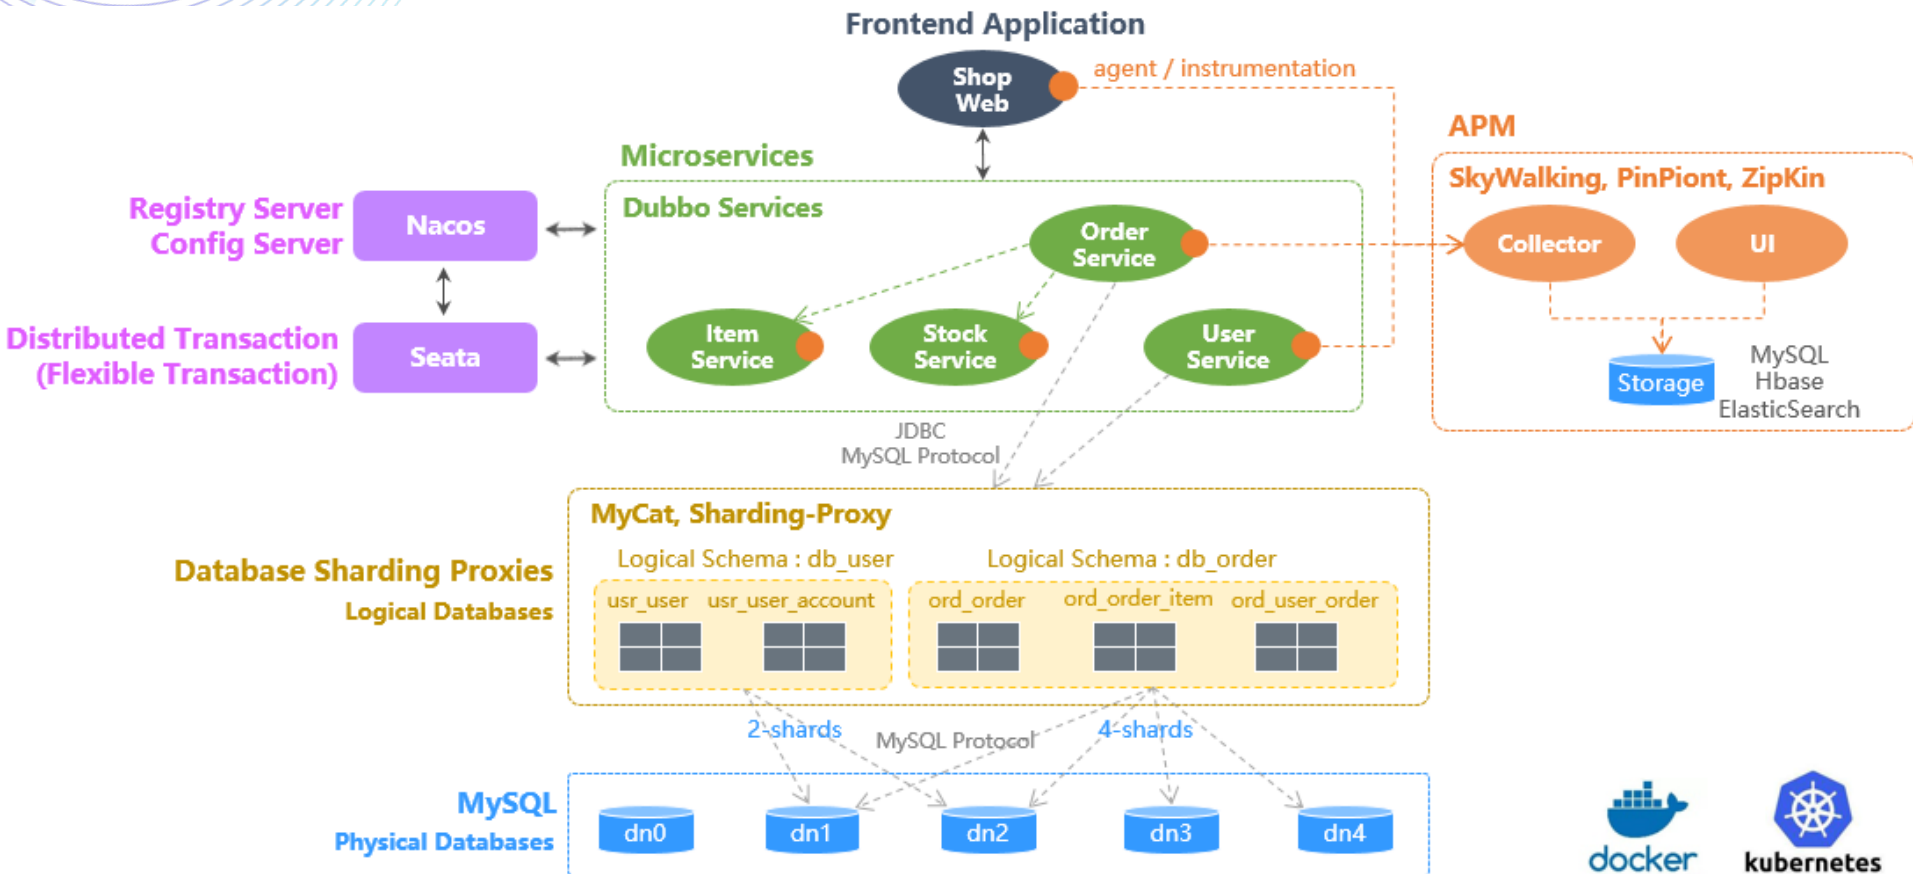 Frontend Application
Shop
Web
agent / instrumentation
APM
SkyWalking, PinPiont, ZipKin
Collector
UI
Storage
MySQL
Hbase
ElasticSearch
Microservices
Dubbo Services
Order
Service
Item
Service
Stock
Service
User
Service
Registry Server
Config Server
Nacos
Distributed Transaction
(Flexible Transaction)
Seata
JDBC
MySQL Protocol
MyCat, Sharding-Proxy
Database Sharding Proxies
Logical Databases
Logical Schema : db_user
usr_user
usr_user_account
Logical Schema : db_order
ord_order
ord_order_item
ord_user_order
2-shards
MySQL Protocol
4-shards
MySQL
Physical Databases
dn0
dn1
dn2
dn3
dn4
docker
kubernetes